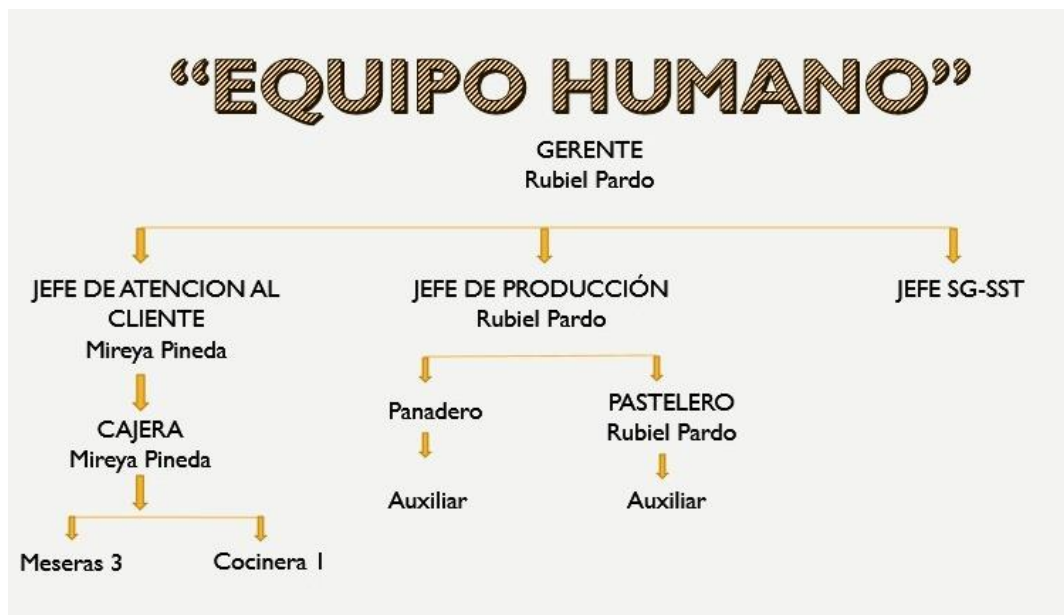 “EQUIPO HUMANO”
GERENTE
Rubiel Pardo
JEFE DE ATENCION AL
CLIENTE
Mireya Pineda
JEFE DE PRODUCCIÓN
Rubiel Pardo
JEFE SG-SST
CAJERA
Mireya Pineda
Panadero
PASTELERO
Rubiel Pardo
Auxiliar
Auxiliar
Meseras 3
Cocinera 1